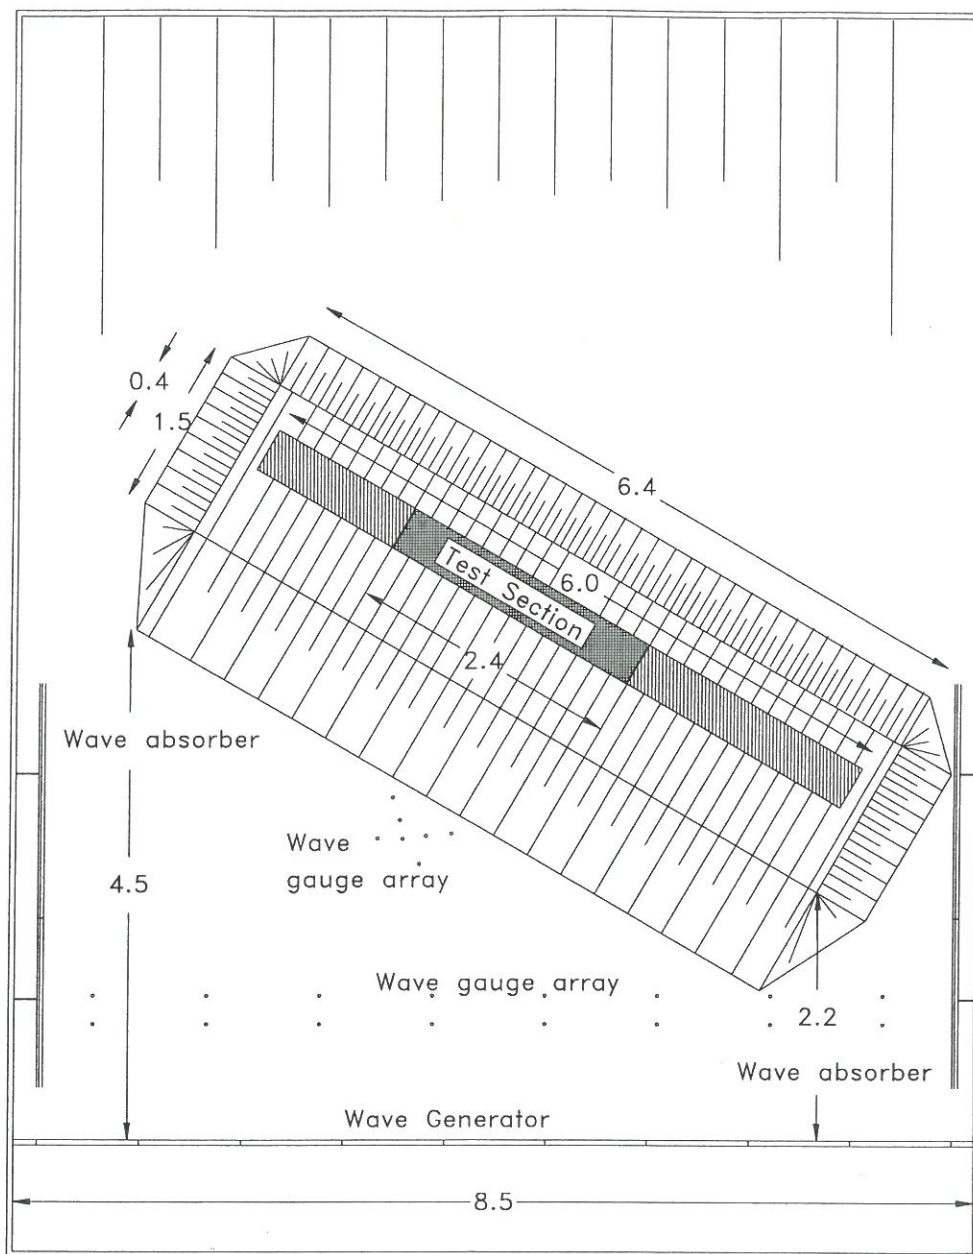 0.4
1.5
6.4
Test Section
6.0
2.4
Wave absorber
Wave
gauge array
4.5
Wave gauge array
2.2
Wave absorber
Wave Generator
8.5